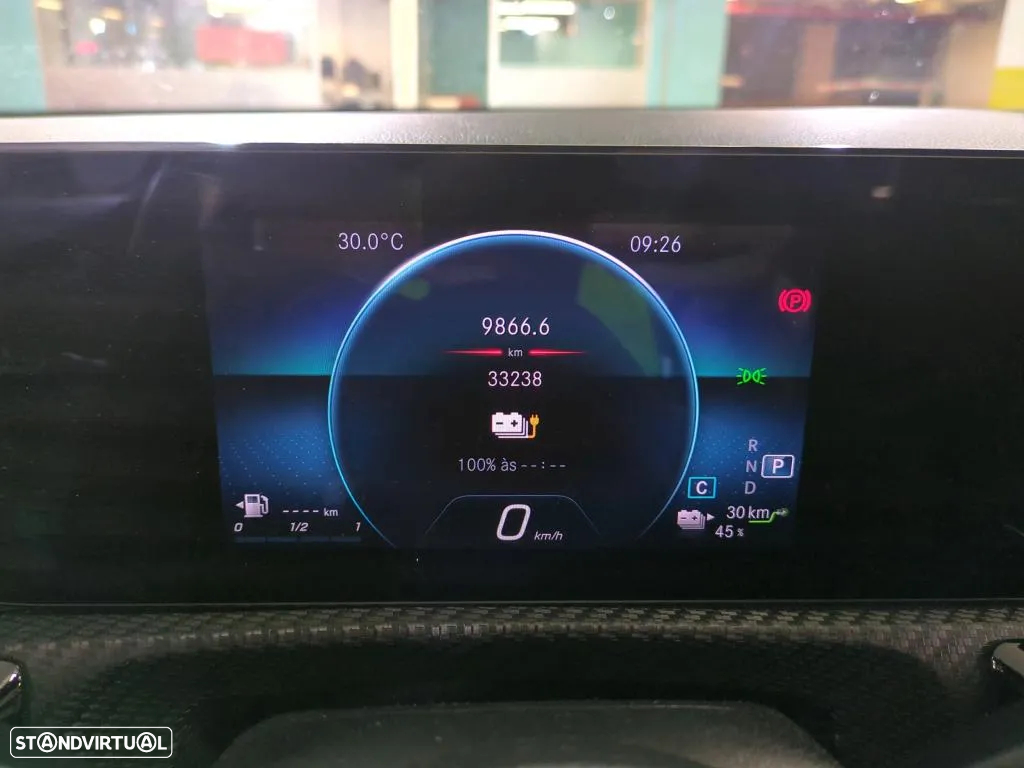 30.0°C
09:26
P
9866.6
km
33238
100% às --:--
R
N P
D
C
---- km
0 1/2 1
0 km/h
30 km
45 %
STANDVIRTUAL